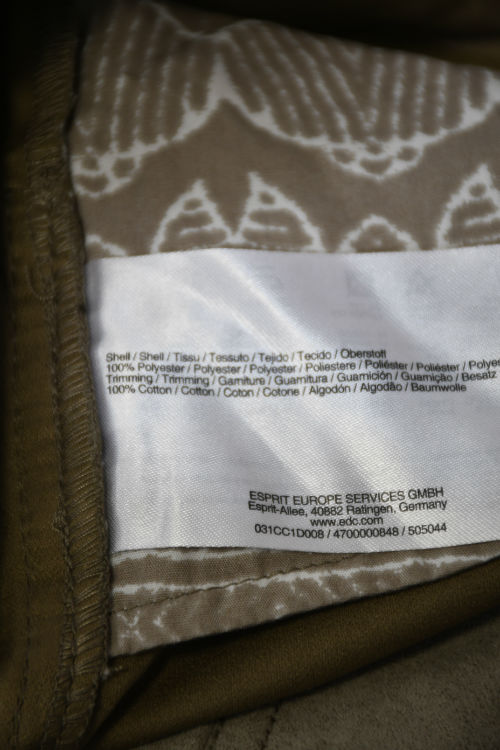 Shell / Shell / Tissu / Tessuto / Tejido / Tecido / Oberstoff
100% Polyester / Polyester / Polyester / Poliestere / Poliéster / Poliéster / Polyes
Trimming / Trimming / Garniture / Guarnitura / Guarnición / Guarnição / Besatz
100% Cotton / Cotton / Coton / Cotone / Algodón / Algodão / Baumwolle
ESPRIT EUROPE SERVICES GMBH
Esprit-Allee, 40882 Ratingen, Germany
www.edc.com
031CC1D008 / 4700000848 / 505044